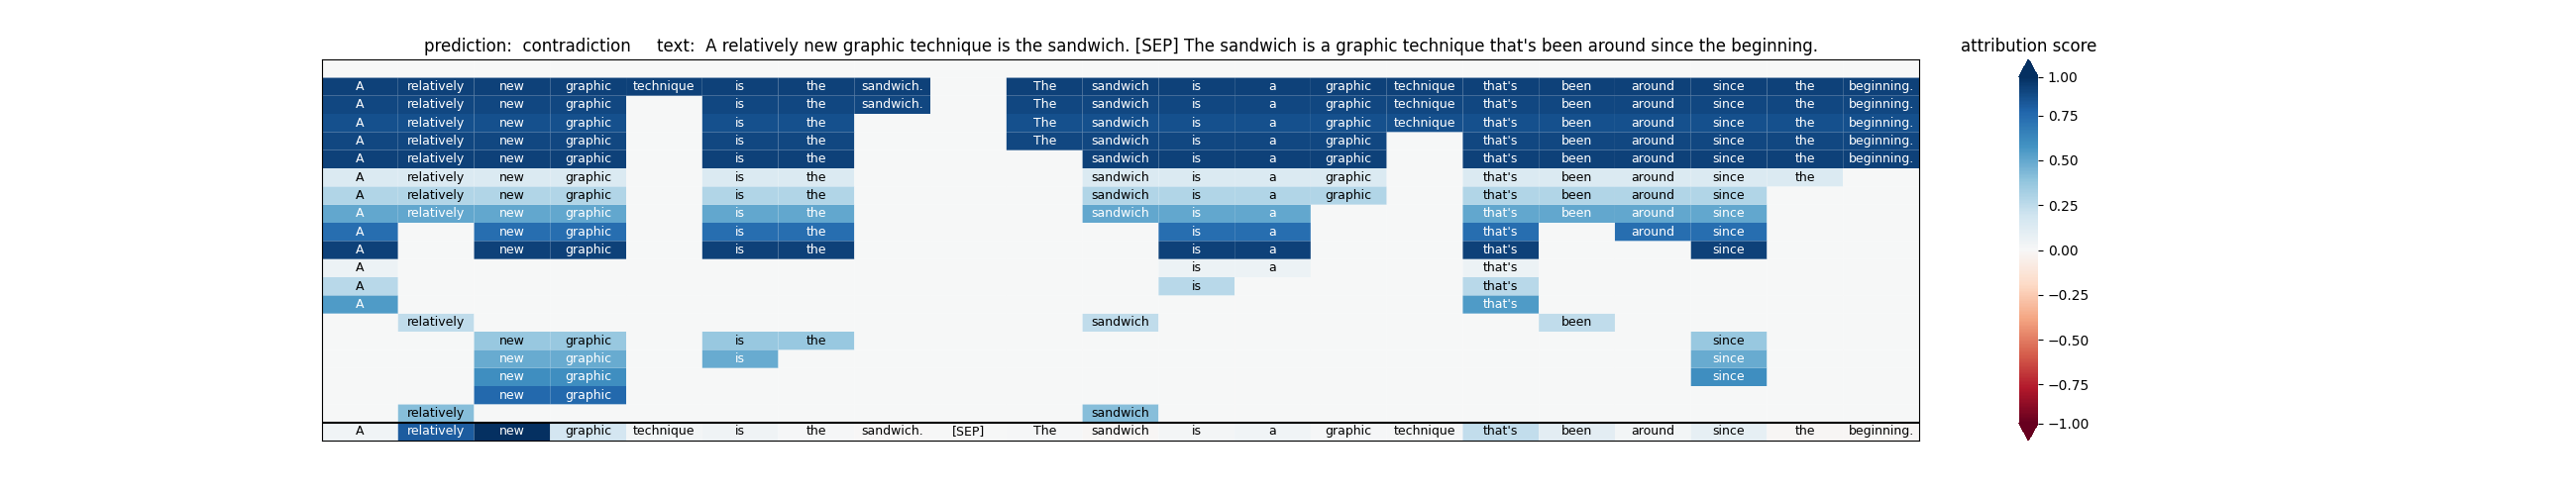 prediction:  contradiction     text:  A relatively new graphic technique is the sandwich. [SEP] The sandwich is a graphic technique that's been around since the beginning.
attribution score
A relatively new graphic technique is the sandwich. The sandwich is a graphic technique that's been around since the beginning.
A relatively new graphic is the sandwich. The sandwich is a graphic technique that's been around since the beginning.
A relatively new graphic is the The sandwich is a graphic technique that's been around since the beginning.
A relatively new graphic is the The sandwich is a graphic that's been around since the beginning.
A relatively new graphic is the sandwich is a graphic that's been around since the beginning.
A relatively new graphic is the sandwich is a graphic that's been around since the
A relatively new graphic is the sandwich is a graphic that's been around since
A relatively new graphic is the sandwich is a that's been around since
A new graphic is the is a that's around since
A new graphic is the is a that's since
A is a that's
A is that's
A that's
relatively sandwich been
new graphic is the since
new graphic is since
new graphic since
new graphic
relatively sandwich
A relatively new graphic technique is the sandwich. [SEP] The sandwich is a graphic technique that's been around since the beginning.
1.00
0.75
0.50
0.25
0.00
−0.25
−0.50
−0.75
−1.00